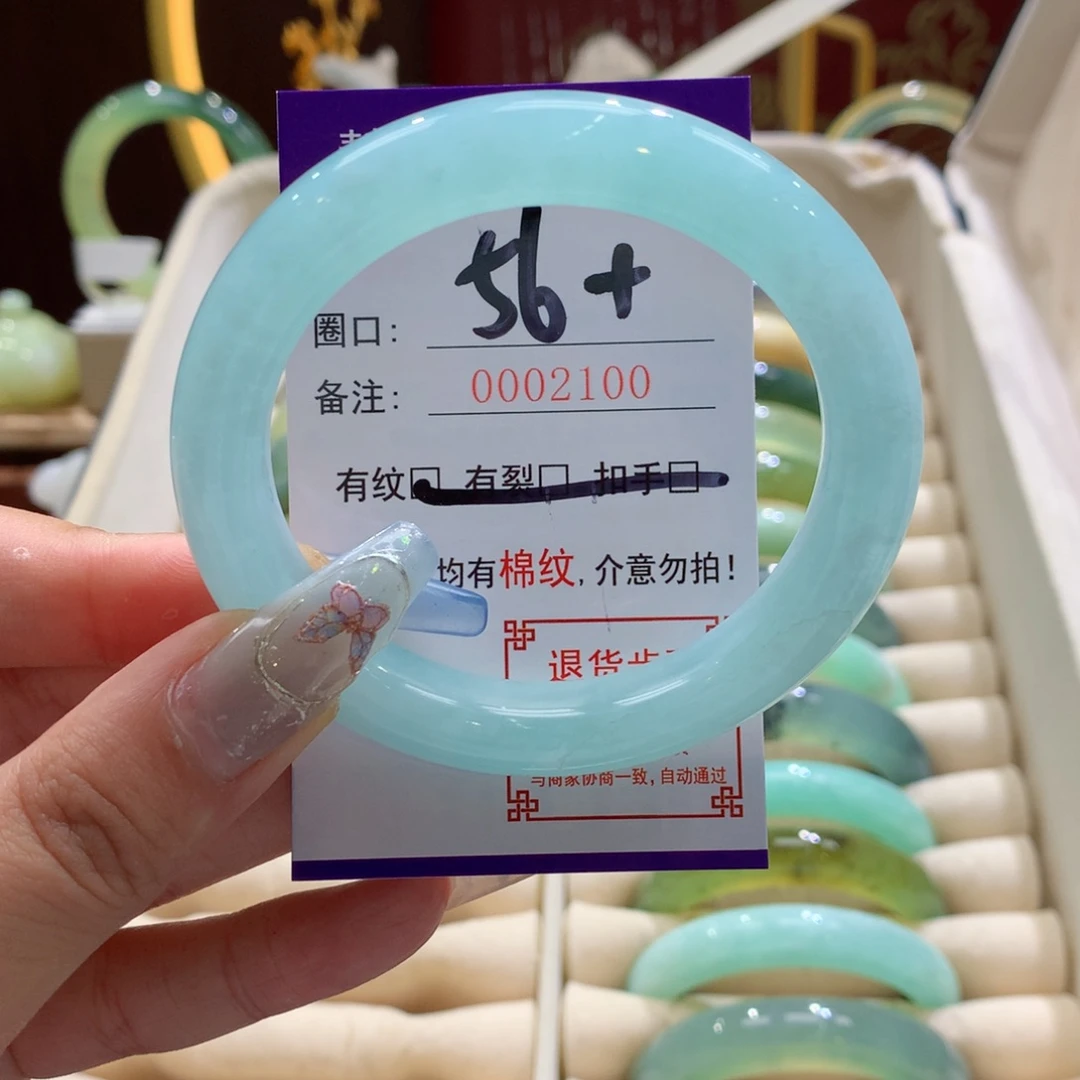 56+
圈口:
备注: 0002100
有纹□ 有裂□ 扣手□
均有棉纹,介意勿拍!
退货
与商家协商一致,自动通过